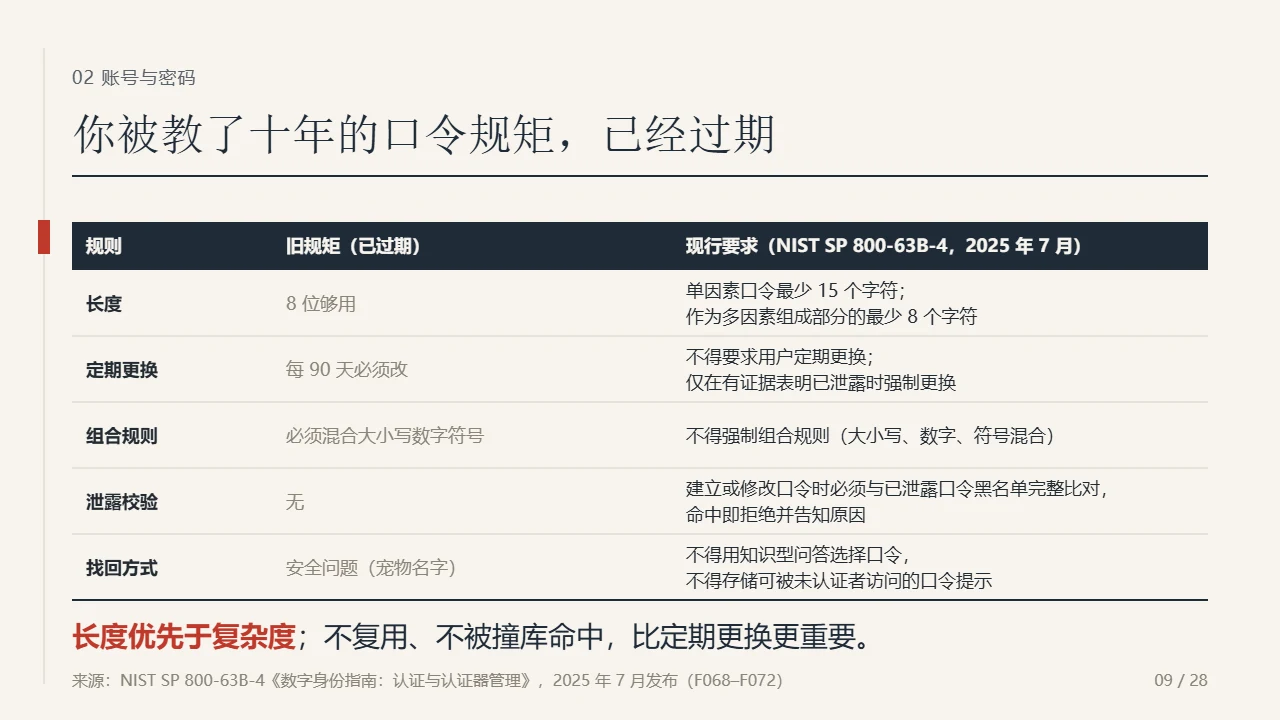 02 账号与密码
你被教了十年的口令规矩，已经过期
规则 旧规矩（已过期） 现行要求（NIST SP 800-63B-4，2025 年 7 月）
长度 8 位够用 单因素口令最少 15 个字符；
作为多因素组成部分的最少 8 个字符
定期更换 每 90 天必须改 不得要求用户定期更换；
仅在有证据表明已泄露时强制更换
组合规则 必须混合大小写数字符号 不得强制组合规则（大小写、数字、符号混合）
泄露校验 无 建立或修改口令时必须与已泄露口令黑名单完整比对，
命中即拒绝并告知原因
找回方式 安全问题（宠物名字） 不得用知识型问答选择口令，
不得存储可被未认证者访问的口令提示
长度优先于复杂度；不复用、不被撞库命中，比定期更换更重要。
来源：NIST SP 800-63B-4《数字身份指南：认证与认证器管理》，2025 年 7 月发布（F068–F072）
09 / 28